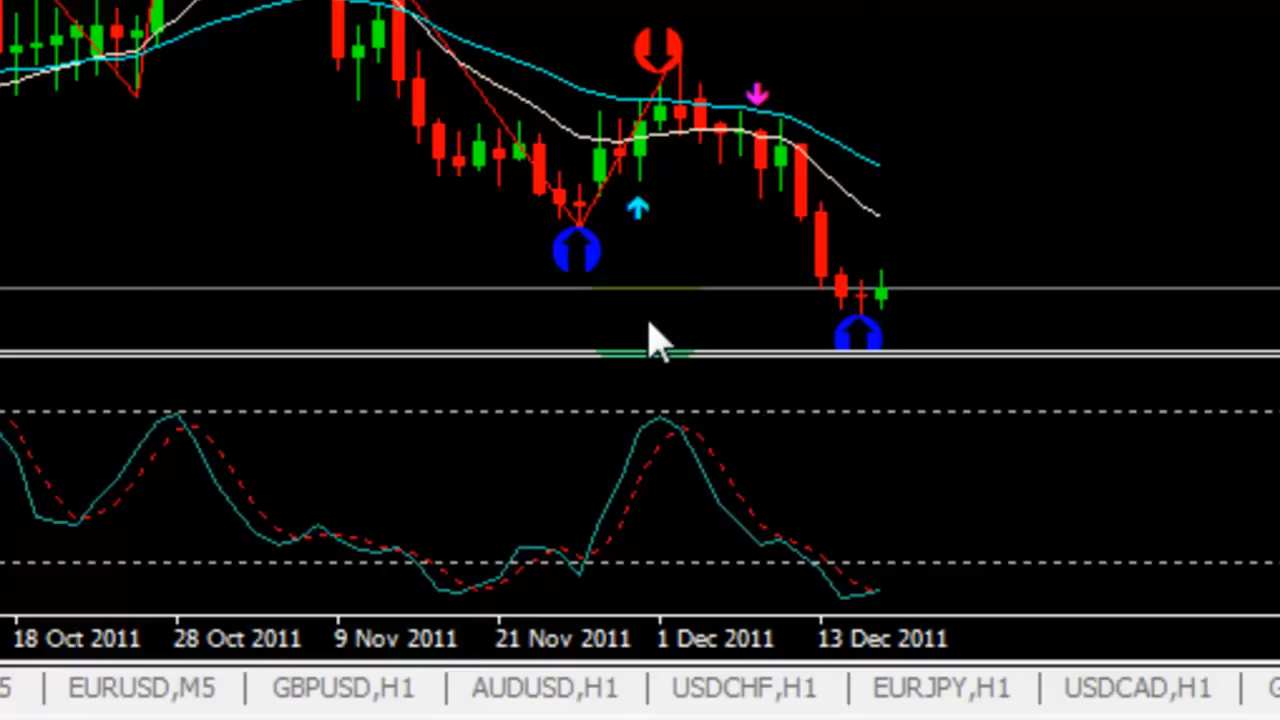 18 Oct 2011 28 Oct 2011 9 Nov 2011 21 Nov 2011 1 Dec 2011 13 Dec 2011
5 | EURUSD,M5 | GBPUSD,H1 | AUDUSD,H1 | USDCHF,H1 | EURJPY,H1 | USDCAD,H1 | G